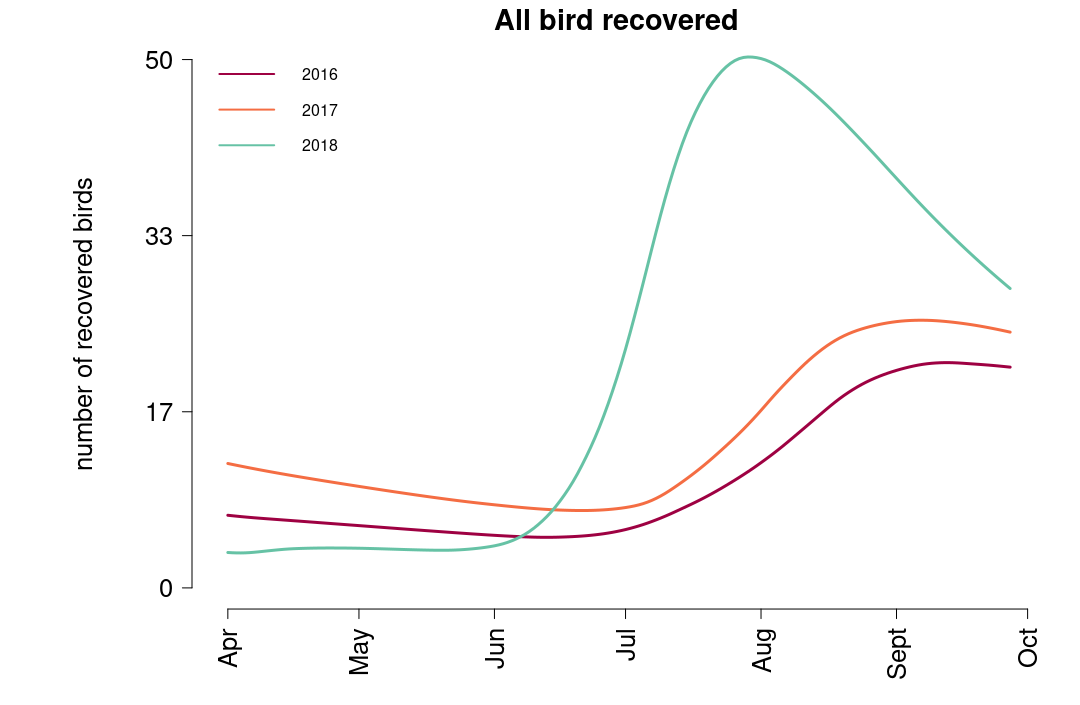 All bird recovered
50
33
17
0
number of recovered birds
2016
2017
2018
Apr
May
Jun
Jul
Aug
Sept
Oct